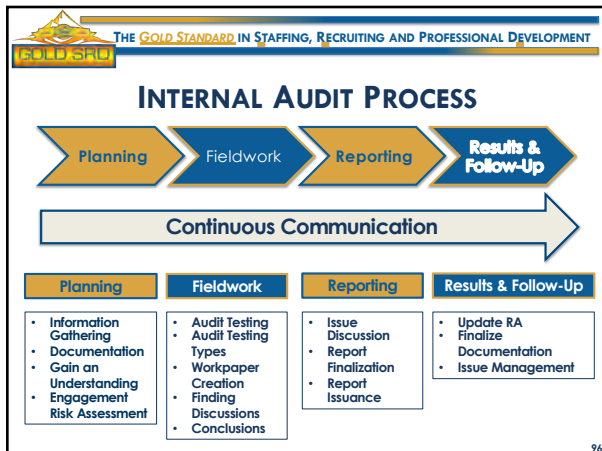 THE GOLD STANDARD IN STAFFING, RECRUITING AND PROFESSIONAL DEVELOPMENT
GOLD SRD
INTERNAL AUDIT PROCESS
Planning
Fieldwork
Reporting
Results &
Follow-Up
Continuous Communication
Planning
• Information
Gathering
• Documentation
• Gain an
Understanding
• Engagement
Risk Assessment
Fieldwork
• Audit Testing
• Audit Testing
Types
• Workpaper
Creation
• Finding
Discussions
• Conclusions
Reporting
• Issue
Discussion
• Report
Finalization
• Report
Issuance
Results & Follow-Up
• Update RA
• Finalize
Documentation
• Issue Management
96